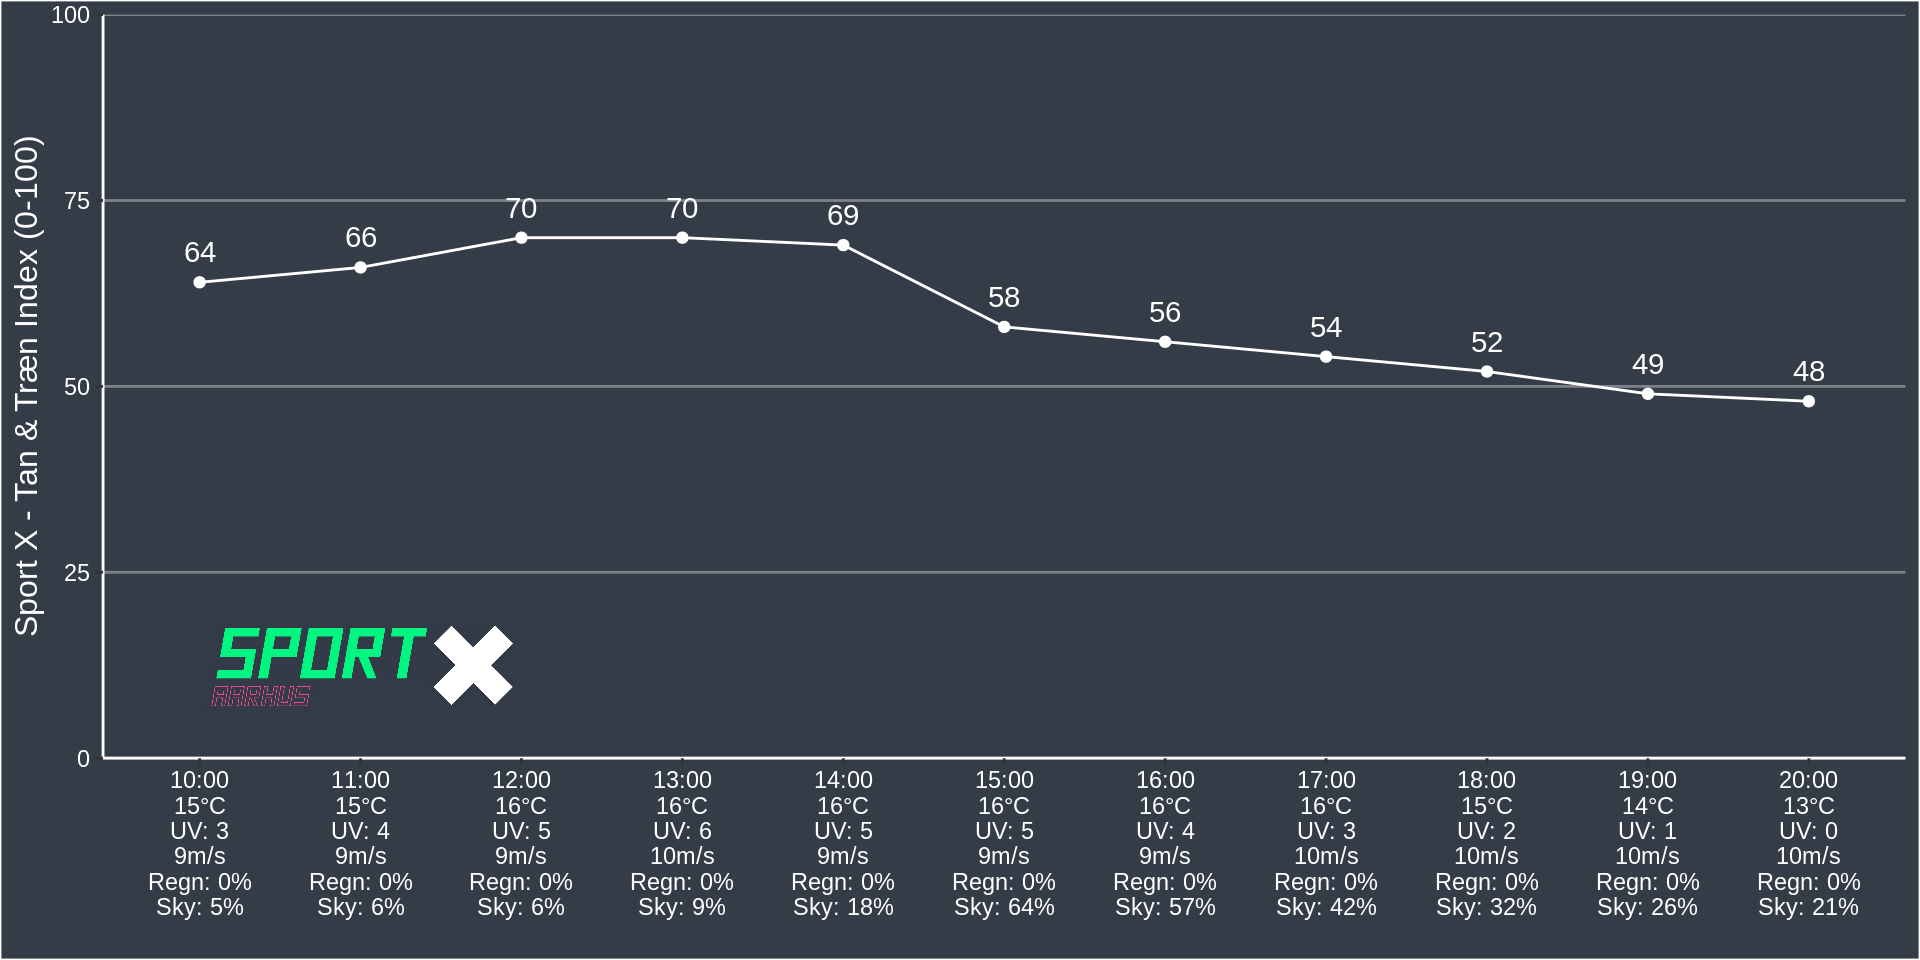 Sport X - Tan & Træn Index (0-100)
100
75
50
25
0
64
66
70
70
69
58
56
54
52
49
48
SPORT X
AARHUS
10:00 11:00 12:00 13:00 14:00 15:00 16:00 17:00 18:00 19:00 20:00
15°C 15°C 16°C 16°C 16°C 16°C 16°C 16°C 15°C 14°C 13°C
UV: 3 UV: 4 UV: 5 UV: 6 UV: 5 UV: 5 UV: 4 UV: 3 UV: 2 UV: 1 UV: 0
9m/s 9m/s 9m/s 10m/s 9m/s 9m/s 9m/s 10m/s 10m/s 10m/s 10m/s
Regn: 0% Regn: 0% Regn: 0% Regn: 0% Regn: 0% Regn: 0% Regn: 0% Regn: 0% Regn: 0% Regn: 0% Regn: 0%
Sky: 5% Sky: 6% Sky: 6% Sky: 9% Sky: 18% Sky: 64% Sky: 57% Sky: 42% Sky: 32% Sky: 26% Sky: 21%